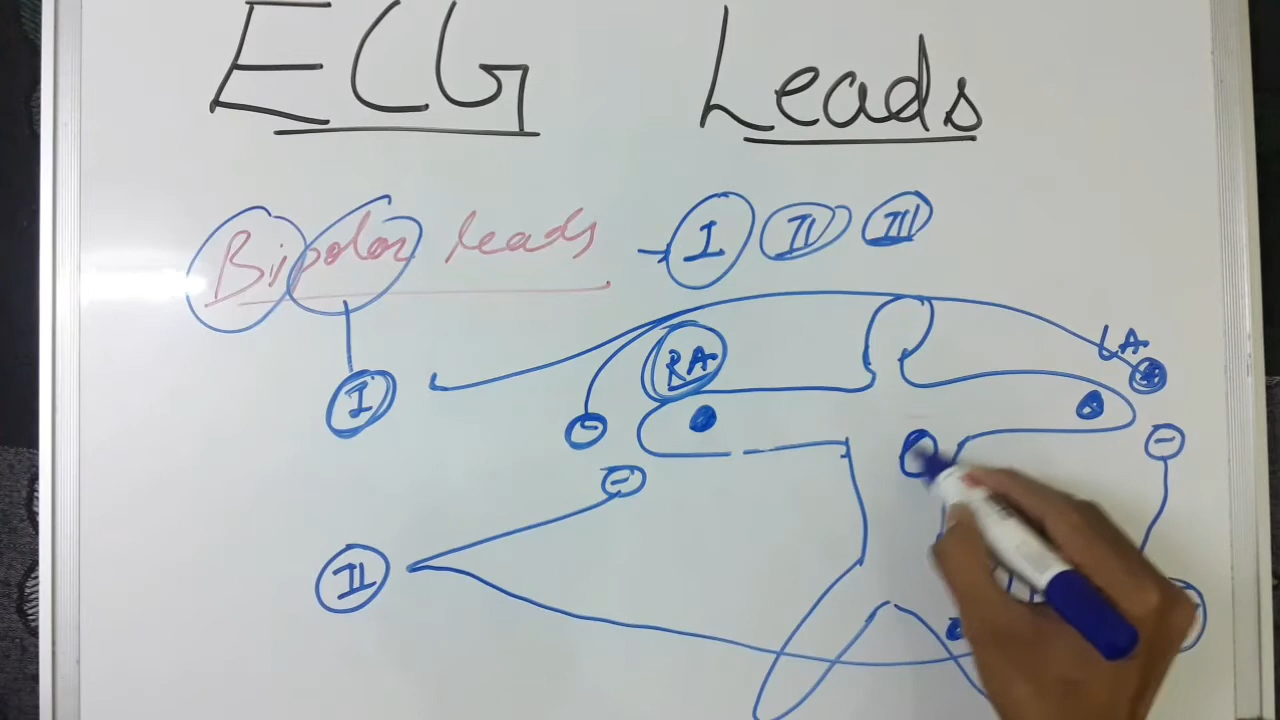 ECG Leads
Bipolar leads - I II III
RA LA
I - +
- -
II